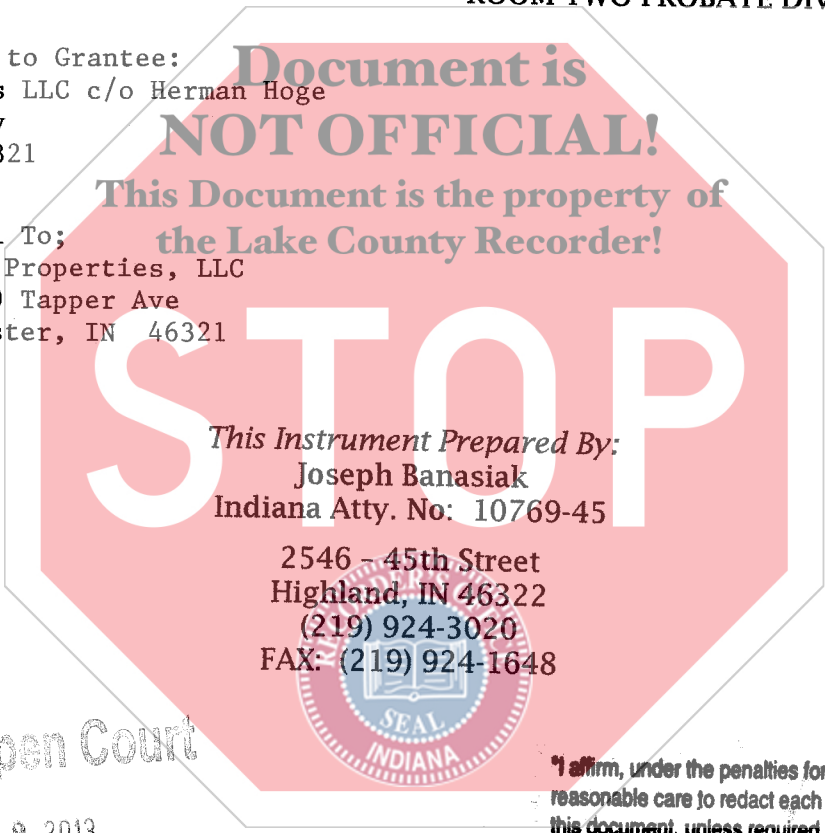 ROOM TWO PROBATE DIV
to Grantee:
s LLC c/o Herman Hoge
y
321
Document is
NOT OFFICIAL!
This Document is the property of
the Lake County Recorder!
To;
Properties, LLC
Tapper Ave
ster, IN 46321
STOP
This Instrument Prepared By:
Joseph Banasiak
Indiana Atty. No: 10769-45
2546 – 45th Street
Highland, IN 46322
(219) 924-3020
FAX: (219) 924-1648
RECORDER'S OFFICE
SEAL
INDIANA
pen Court
9 2013
"I affirm, under the penalties for
reasonable care to redact each
this document, unless required